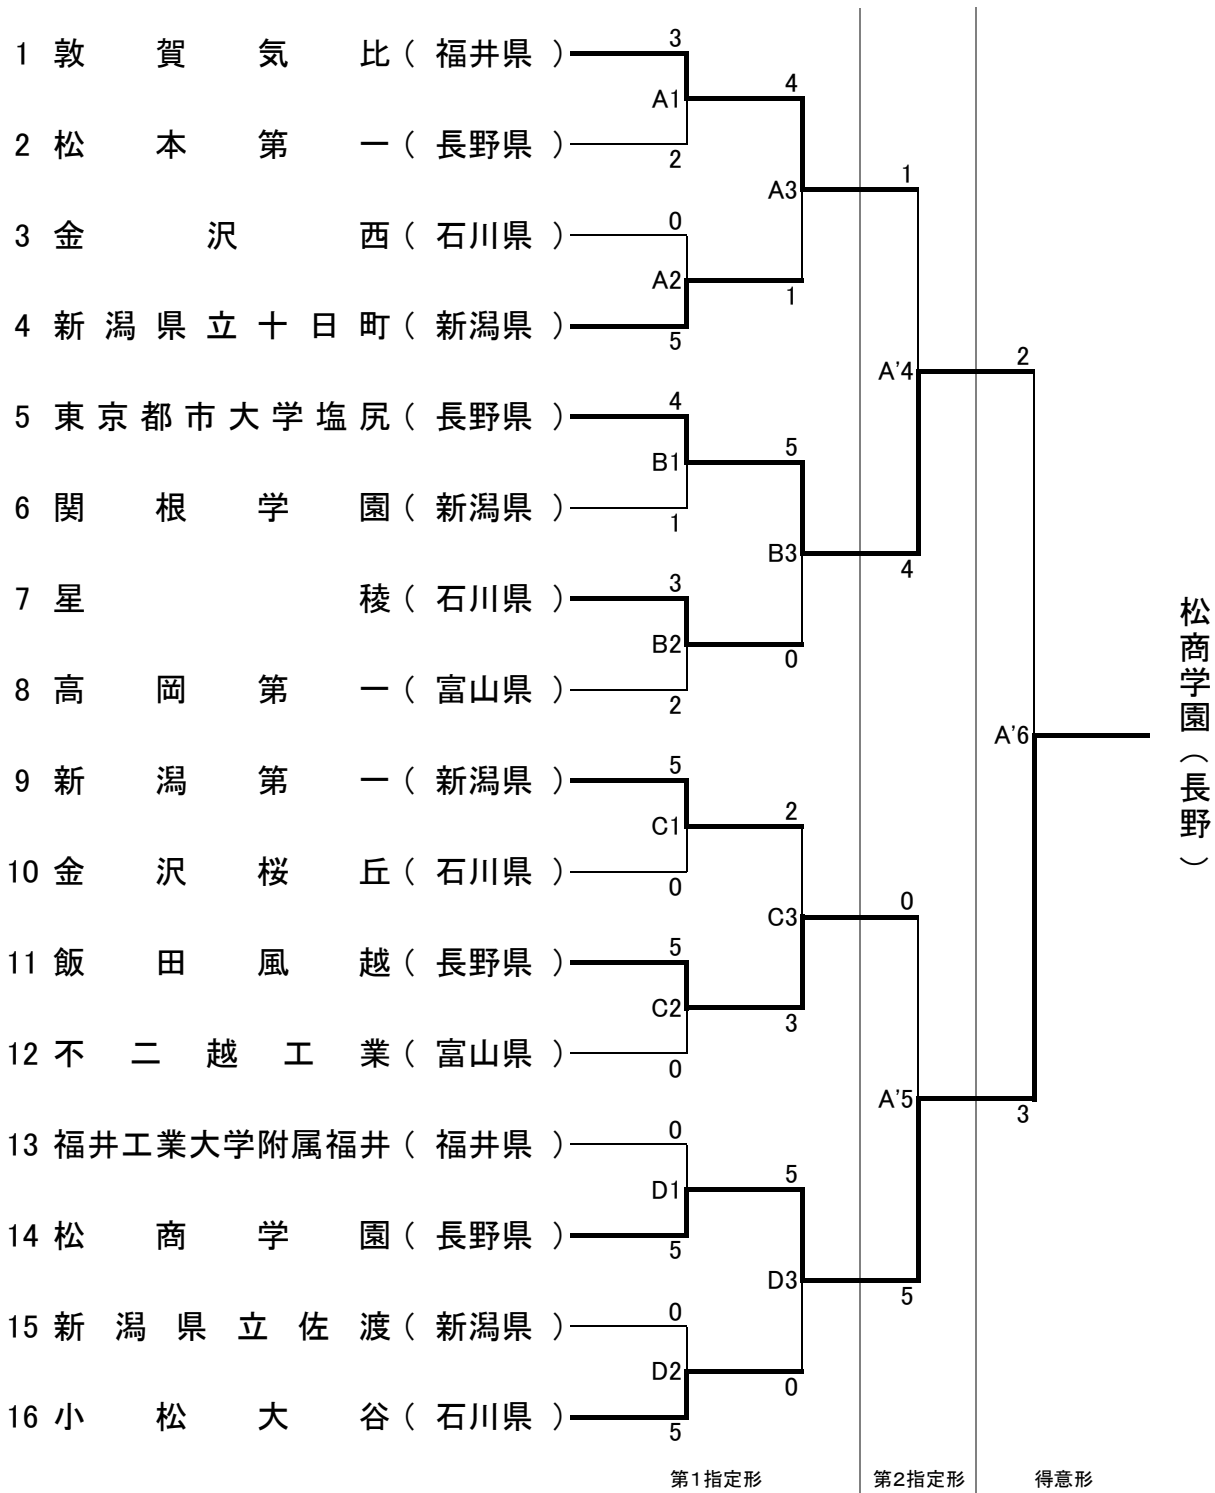 1 敦賀気比(福井県) 3
A1 4
2 松本第一(長野県) 2
A3 1
3 金沢西(石川県) 0
A2 1
4 新潟県立十日町(新潟県) 5
A'4 2
5 東京都市大学塩尻(長野県) 4
B1 5
6 関根学園(新潟県) 1
B3 4
7 星稜(石川県) 3
B2 0
8 高岡第一(富山県) 2
A'6
松商学園(長野)
9 新潟第一(新潟県) 5
C1 2
10 金沢桜丘(石川県) 0
C3 0
11 飯田風越(長野県) 5
C2 3
12 不二越工業(富山県) 0
A'5 3
13 福井工業大学附属福井(福井県) 0
D1 5
14 松商学園(長野県) 5
D3 5
15 新潟県立佐渡(新潟県) 0
D2 0
16 小松大谷(石川県) 5
第1指定形 第2指定形 得意形